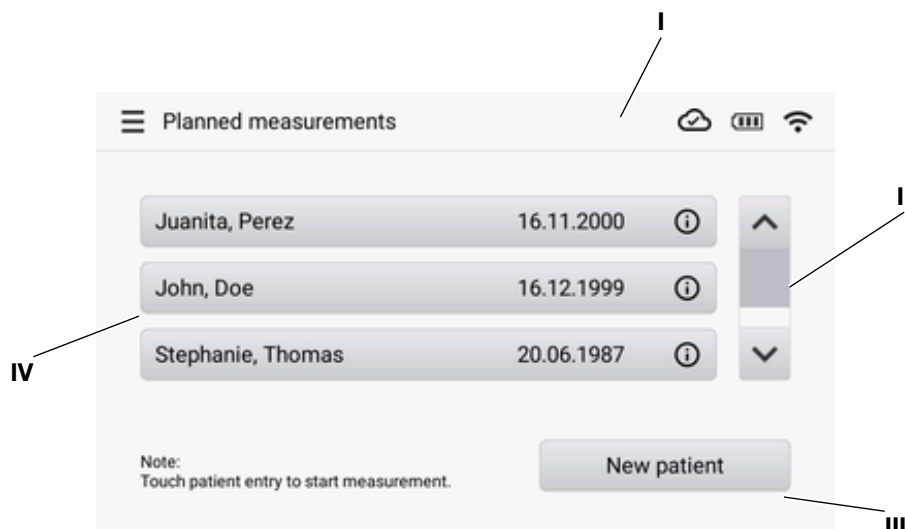 I
Planned measurements
I
Juanita, Perez 16.11.2000
John, Doe 16.12.1999
IV
Stephanie, Thomas 20.06.1987
Note:
Touch patient entry to start measurement.
New patient
III